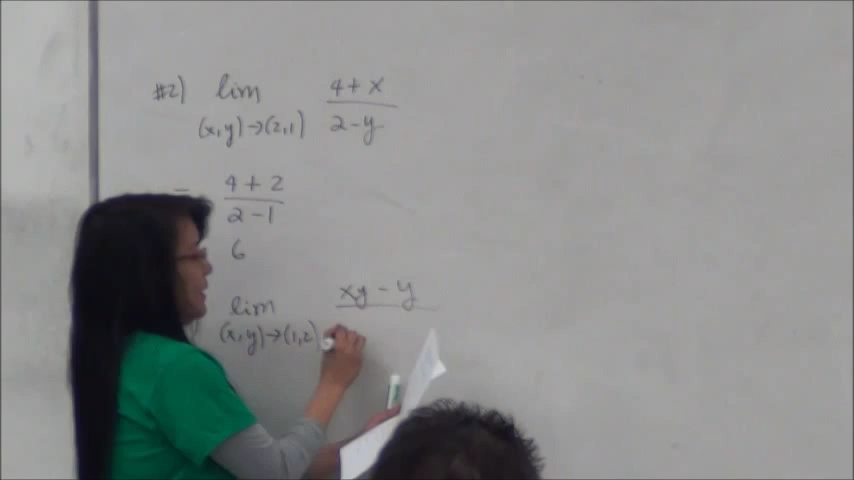 #2) lim 4+x
(x,y)→(2,1) 2-y
= 4+2
2-1
6
lim xy-y
(x,y)→(1,2)